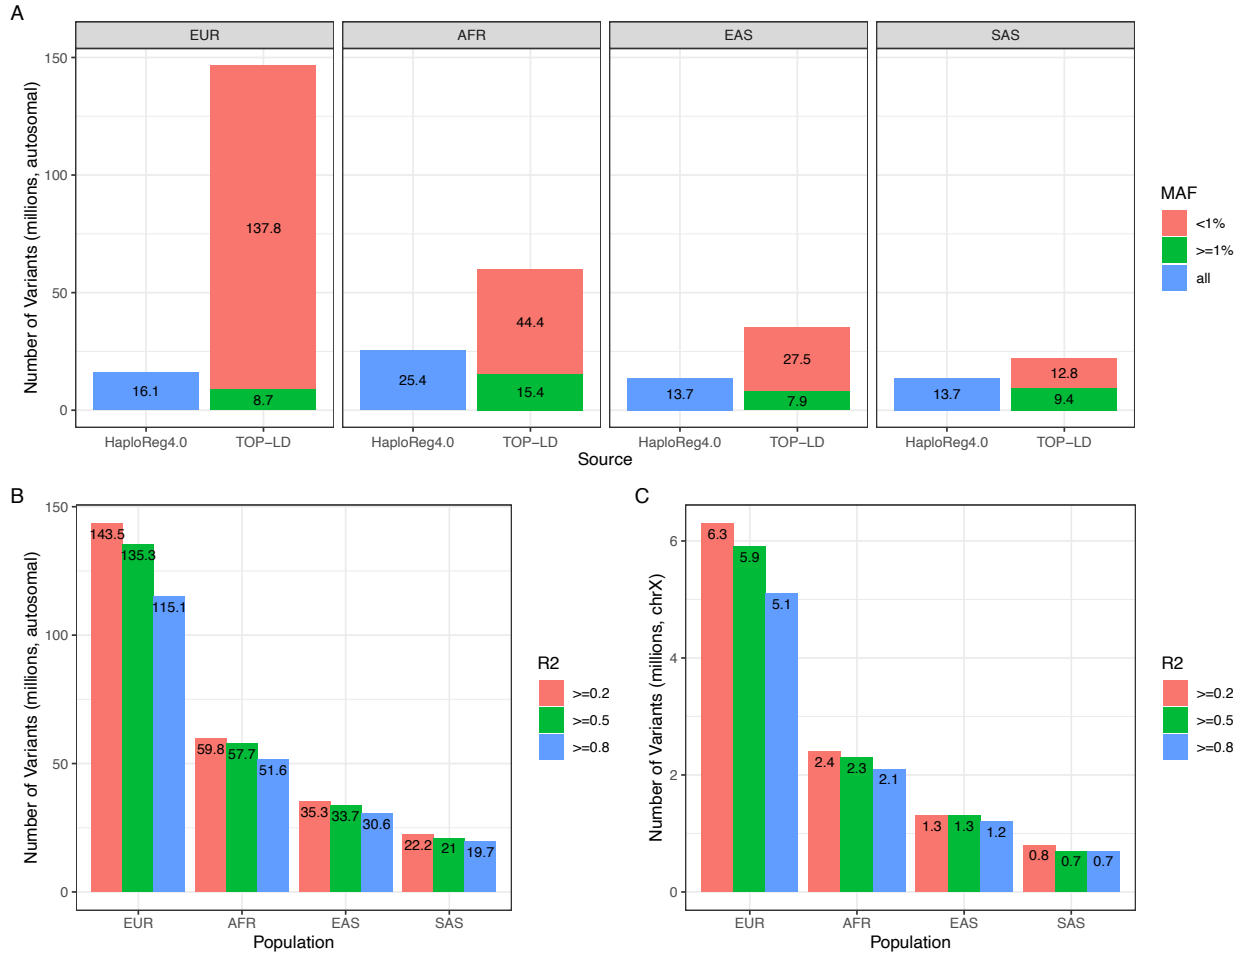 A
EUR
AFR
EAS
SAS
Number of Variants (millions, autosomal)
150
100
50
0
137.8
16.1
8.7
44.4
25.4
15.4
27.5
13.7
7.9
12.8
13.7
9.4
HaploReg4.0
TOP−LD
HaploReg4.0
TOP−LD
HaploReg4.0
TOP−LD
HaploReg4.0
TOP−LD
Source
MAF
<1%
>=1%
all
B
Number of Variants (millions, autosomal)
150
100
50
0
143.5
135.3
115.1
59.8
57.7
51.6
35.3
33.7
30.6
22.2
21
19.7
EUR
AFR
EAS
SAS
Population
R2
>=0.2
>=0.5
>=0.8
C
Number of Variants (millions, chrX)
6
4
2
0
6.3
5.9
5.1
2.4
2.3
2.1
1.3
1.3
1.2
0.8
0.7
0.7
EUR
AFR
EAS
SAS
Population
R2
>=0.2
>=0.5
>=0.8